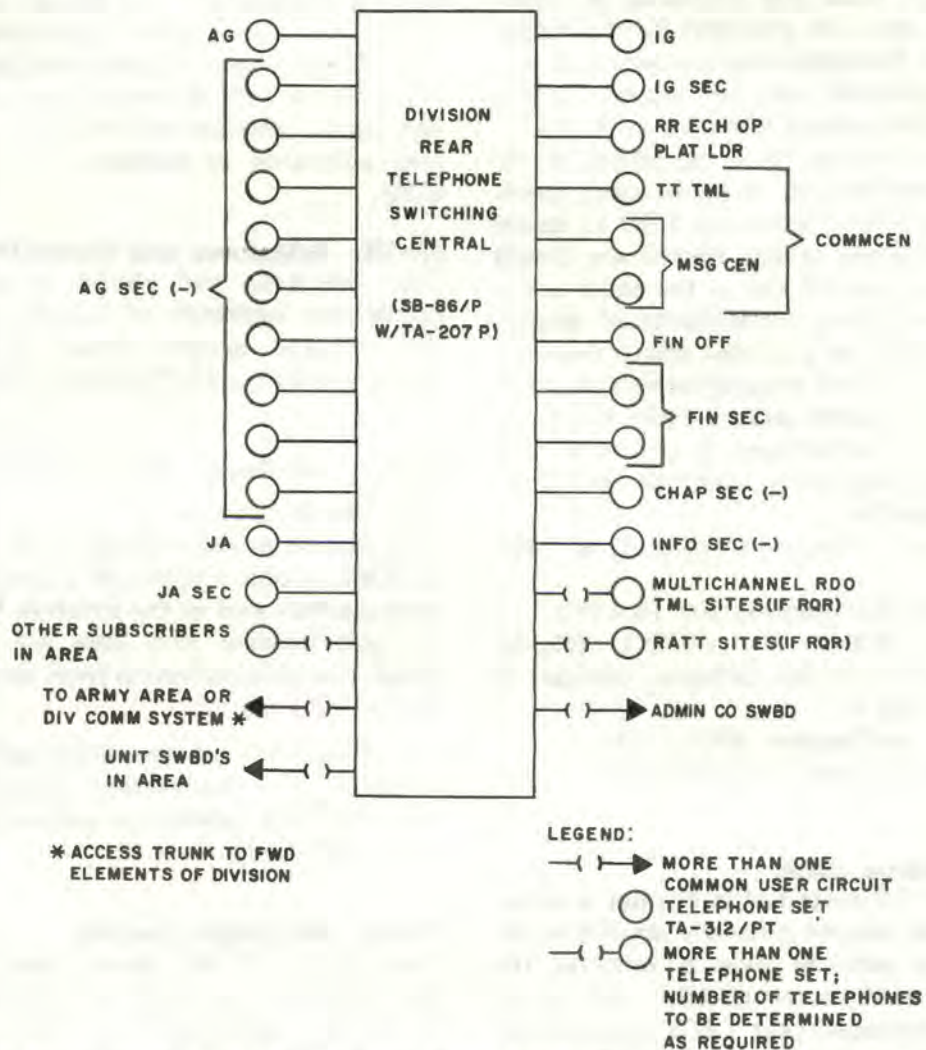 AG
AG SEC (–)
JA
JA SEC
OTHER SUBSCRIBERS
IN AREA
TO ARMY AREA OR
DIV COMM SYSTEM *
UNIT SWBD'S
IN AREA
DIVISION
REAR
TELEPHONE
SWITCHING
CENTRAL
(SB-86/P
W/TA-207 P)
IG
IG SEC
RR ECH OP
PLAT LDR
TT TML
MSG CEN
COMMCEN
FIN OFF
FIN SEC
CHAP SEC (–)
INFO SEC (–)
MULTICHANNEL RDO
TML SITES(IF RQR)
RATT SITES(IF RQR)
ADMIN CO SWBD
* ACCESS TRUNK TO FWD
ELEMENTS OF DIVISION
LEGEND:
MORE THAN ONE
COMMON USER CIRCUIT
TELEPHONE SET
TA-312/PT
MORE THAN ONE
TELEPHONE SET;
NUMBER OF TELEPHONES
TO BE DETERMINED
AS REQUIRED